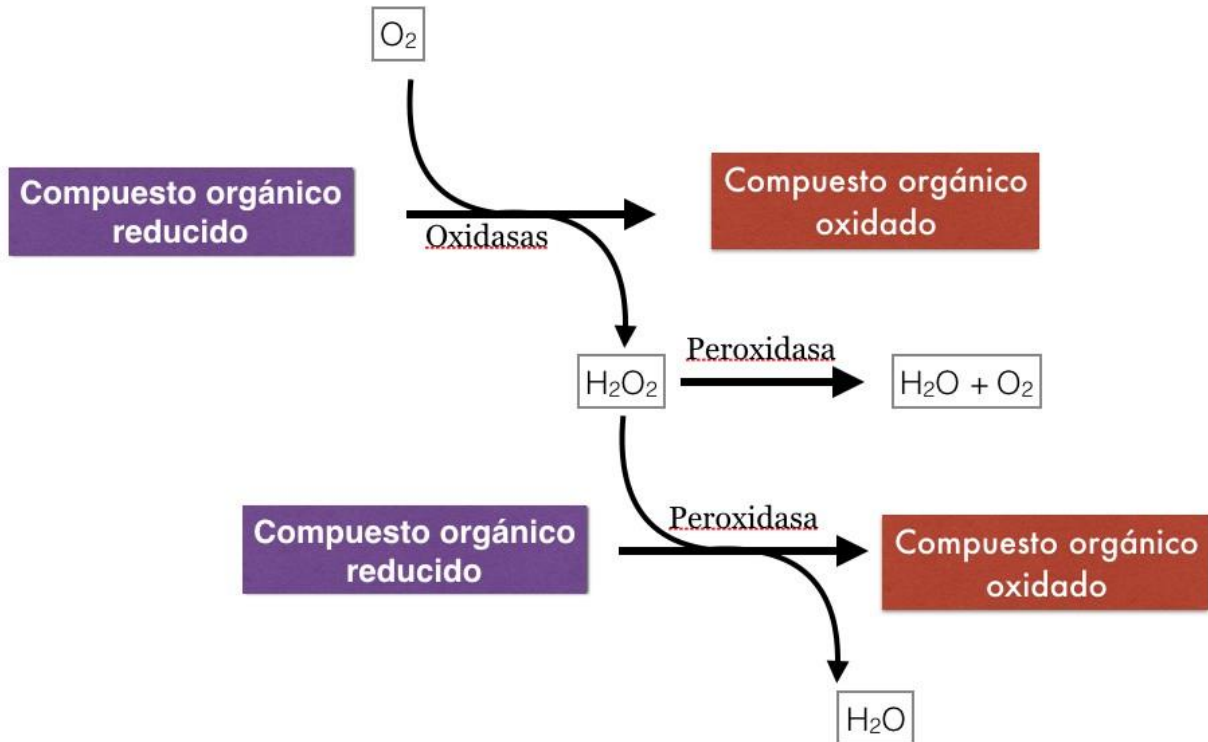 O₂
Compuesto orgánico
reducido
Oxidasas
Compuesto orgánico
oxidado
H₂O₂
Peroxidasa
H₂O + O₂
Compuesto orgánico
reducido
Peroxidasa
Compuesto orgánico
oxidado
H₂O